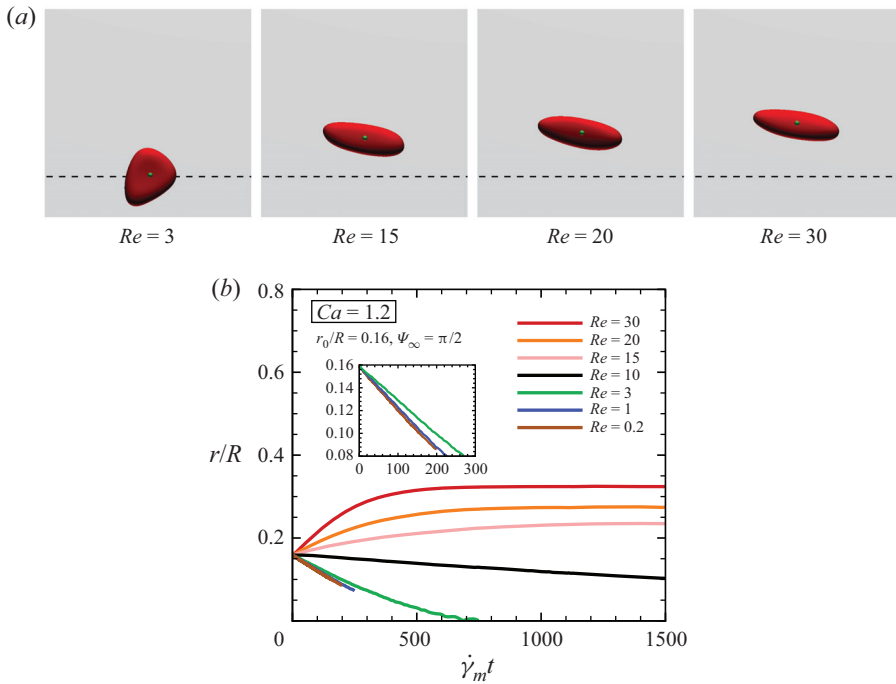 (a)
Re = 3
Re = 15
Re = 20
Re = 30
(b)
0.8
Ca = 1.2
r₀/R = 0.16, Ψ∞ = π/2
Re = 30
Re = 20
Re = 15
Re = 10
Re = 3
Re = 1
Re = 0.2
0.16
0.14
0.12
0.10
0.08
0 100 200 300
0.6
r/R 0.4
0.2
0 500 1000 1500
γ̇ₘt